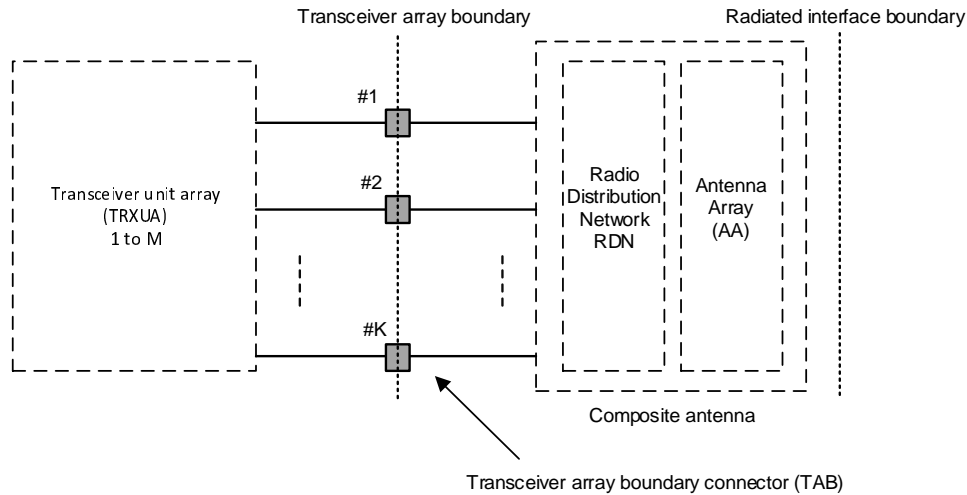 Transceiver array boundary
Radiated interface boundary
#1
#2
#K
Transceiver unit array
(TRXUA)
1 to M
Radio
Distribution
Network
RDN
Antenna
Array
(AA)
Composite antenna
Transceiver array boundary connector (TAB)